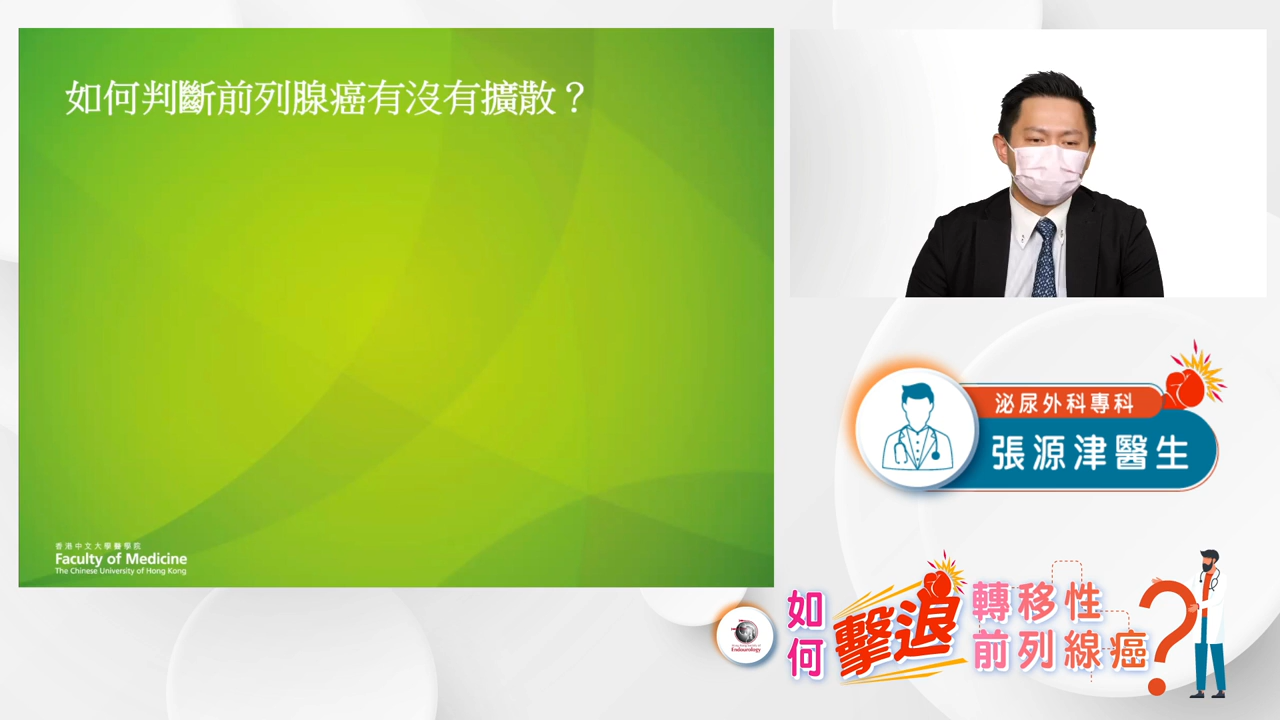 如何判斷前列腺癌有沒有擴散？
香港中文大學醫學院
Faculty of Medicine
The Chinese University of Hong Kong
泌尿外科專科
張源津醫生
Endourology
如何擊退轉移性
前列線癌？